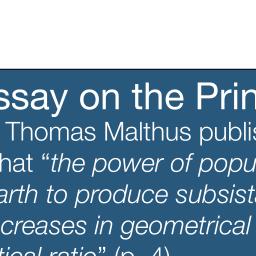 ssay on the Prin
Thomas Malthus publis
hat “the power of popu
arth to produce subsist
creases in geometrical
tical ratio” (p. 4)